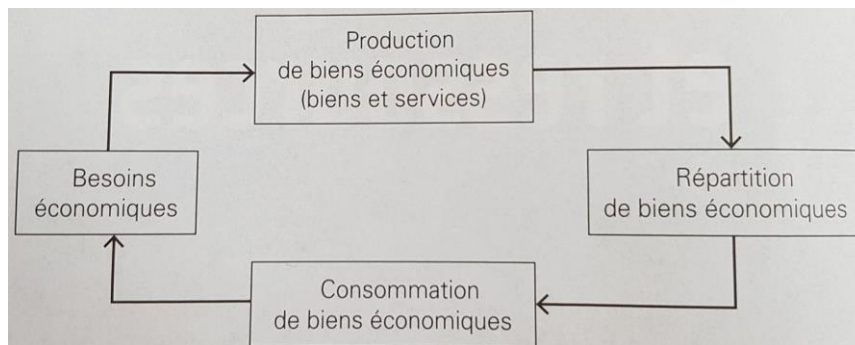 Production
de biens économiques
(biens et services)
Besoins
économiques
Répartition
de biens économiques
Consommation
de biens économiques